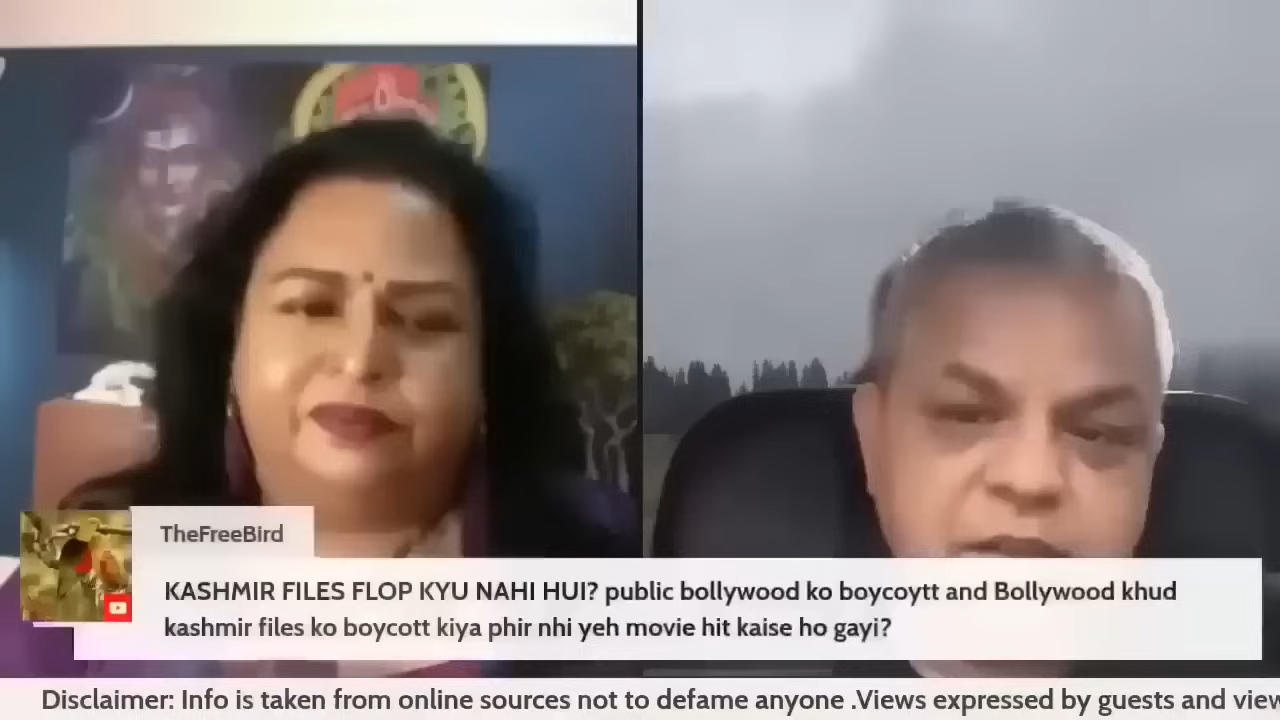 TheFreeBird
KASHMIR FILES FLOP KYU NAHI HUI? public bollywood ko boycoytt and Bollywood khud
kashmir files ko boycott kiya phir nhi yeh movie hit kaise ho gayi?
Disclaimer: Info is taken from online sources not to defame anyone .Views expressed by guests and view